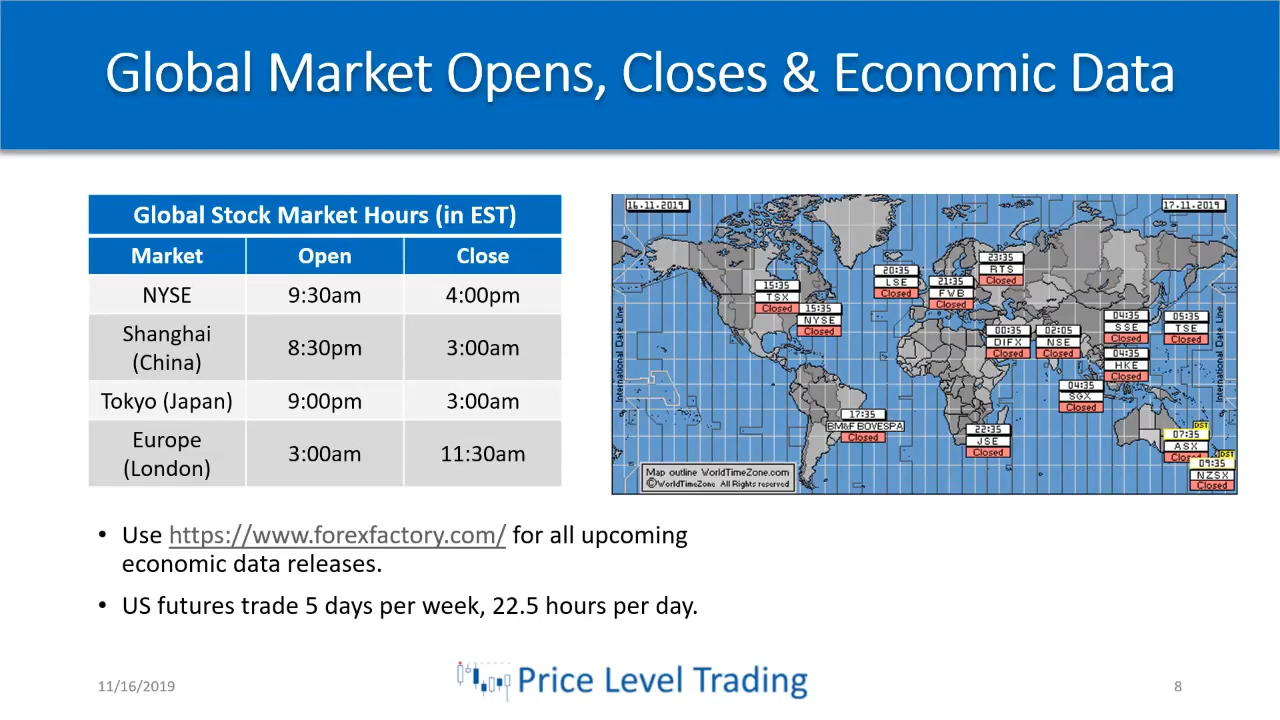 Global Market Opens, Closes & Economic Data
Global Stock Market Hours (in EST)
Market Open Close
NYSE 9:30am 4:00pm
Shanghai
(China) 8:30pm 3:00am
Tokyo (Japan) 9:00pm 3:00am
Europe
(London) 3:00am 11:30am
16.11.2019
17.11.2019
International Date Line
15:35
TSX
Closed
15:35
NYSE
Closed
20:35
LSE
Closed
21:35
FWB
Closed
23:35
RTS
Closed
00:35
DIFX
Closed
02:05
NSE
Closed
04:35
SSE
Closed
05:35
TSE
Closed
04:35
HKE
Closed
04:35
SGX
Closed
17:35
BM&F BOVESPA
Closed
22:35
JSE
Closed
DST
07:35
ASX
Closed
DST
09:35
NZSX
Closed
International Date Line
Map outline WorldTimeZone.com
©WorldTimeZone All Rights reserved
• Use https://www.forexfactory.com/ for all upcoming
economic data releases.
• US futures trade 5 days per week, 22.5 hours per day.
11/16/2019
Price Level Trading
8